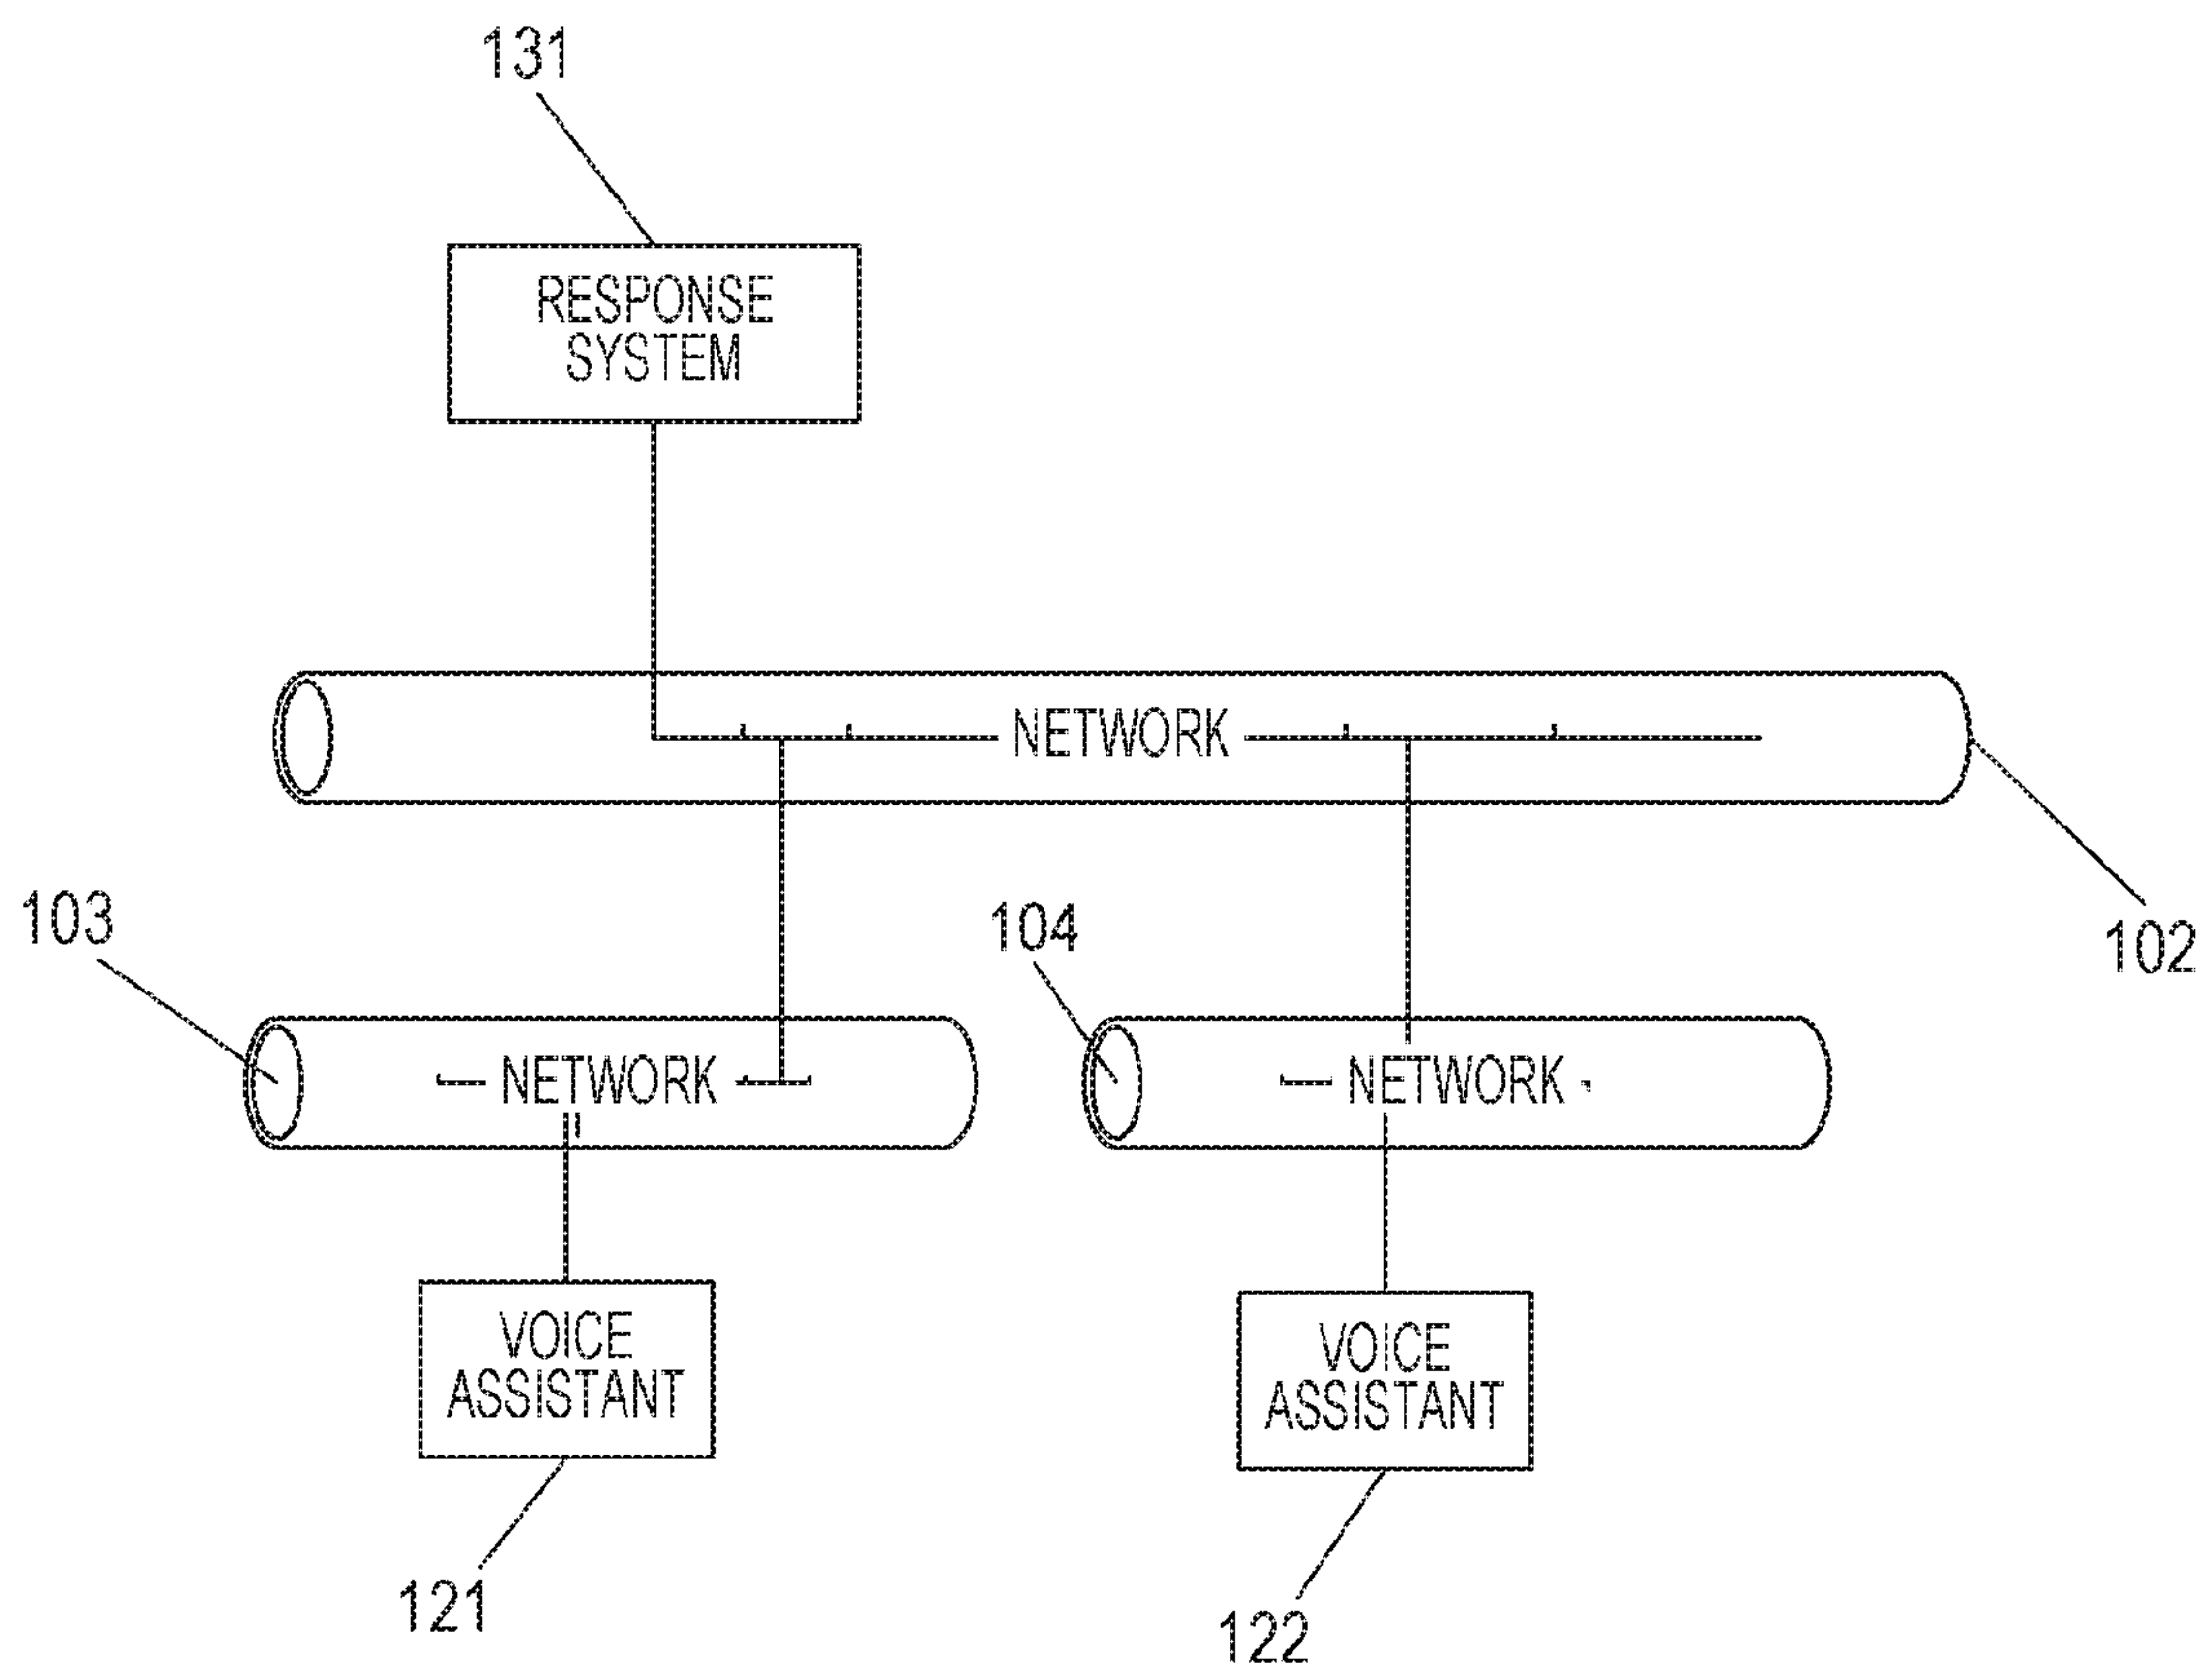 131
RESPONSE
SYSTEM
NETWORK
102
103
104
NETWORK
NETWORK
VOICE
ASSISTANT
VOICE
ASSISTANT
121
122